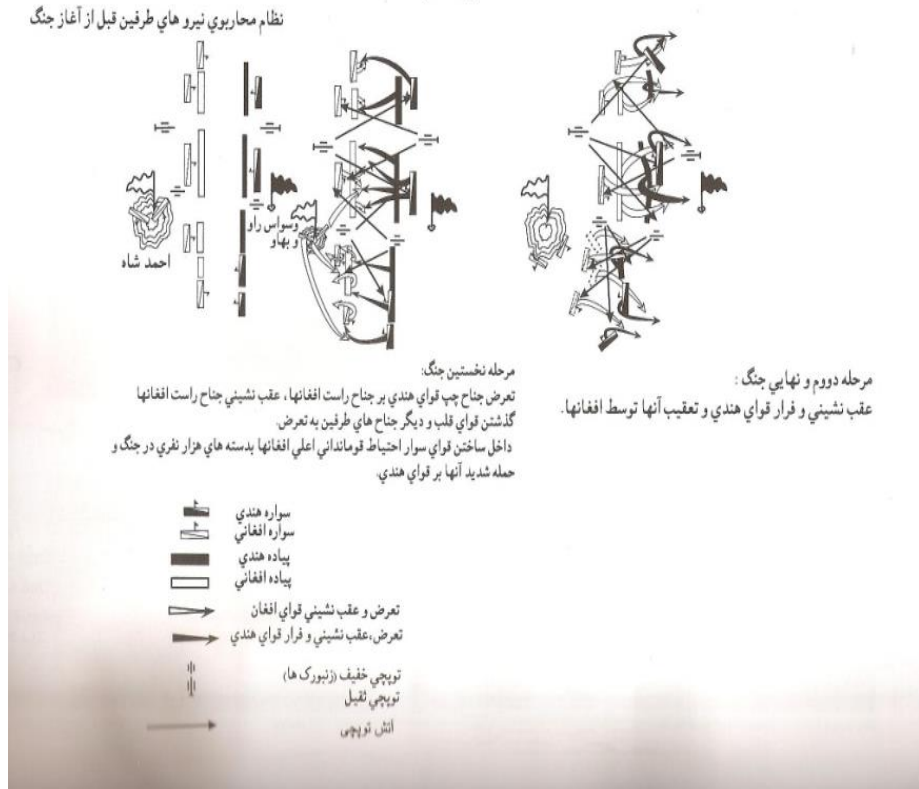 نظام محاربوي نيرو هاي طرفين قبل از آغاز جنگ
وسواس راو
و بهاو
احمد شاه
مرحله نخستين جنگ:
تعرض جناح چپ قواي هندي بر جناح راست افغانها ، عقب نشيني جناح راست افغانها
گذشتن قواي قلب و ديگر جناح هاي طرفين به تعرض.
داخل ساختن قواي سوار احتياط قومانداني اعلي افغانها بدسته هاي هزار نفري در جنگ و
حمله شديد آنها بر قواي هندي.
مرحله دووم و نهايي جنگ :
عقب نشيني و فرار قواي هندي و تعقيب آنها توسط افغانها .
سواره هندي
سواره افغاني
پياده هندي
پياده افغاني
تعرض و عقب نشيني قواي افغان
تعرض،عقب نشيني و فرار قواي هندي
توپچي خفيف (زنبورک ها)
توپچي ثقيل
آتش توپچی